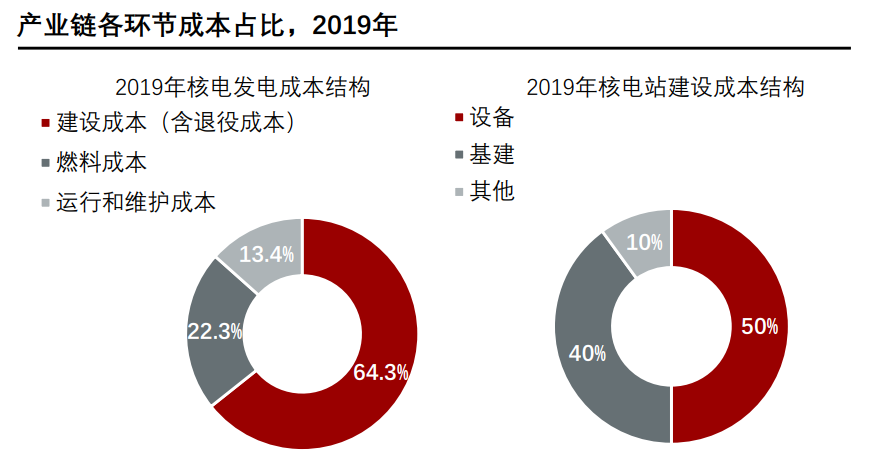 产业链各环节成本占比，2019年
2019年核电发电成本结构
建设成本（含退役成本）
燃料成本
运行和维护成本
13.4%
22.3%
64.3%
2019年核电站建设成本结构
设备
基建
其他
10%
40%
50%